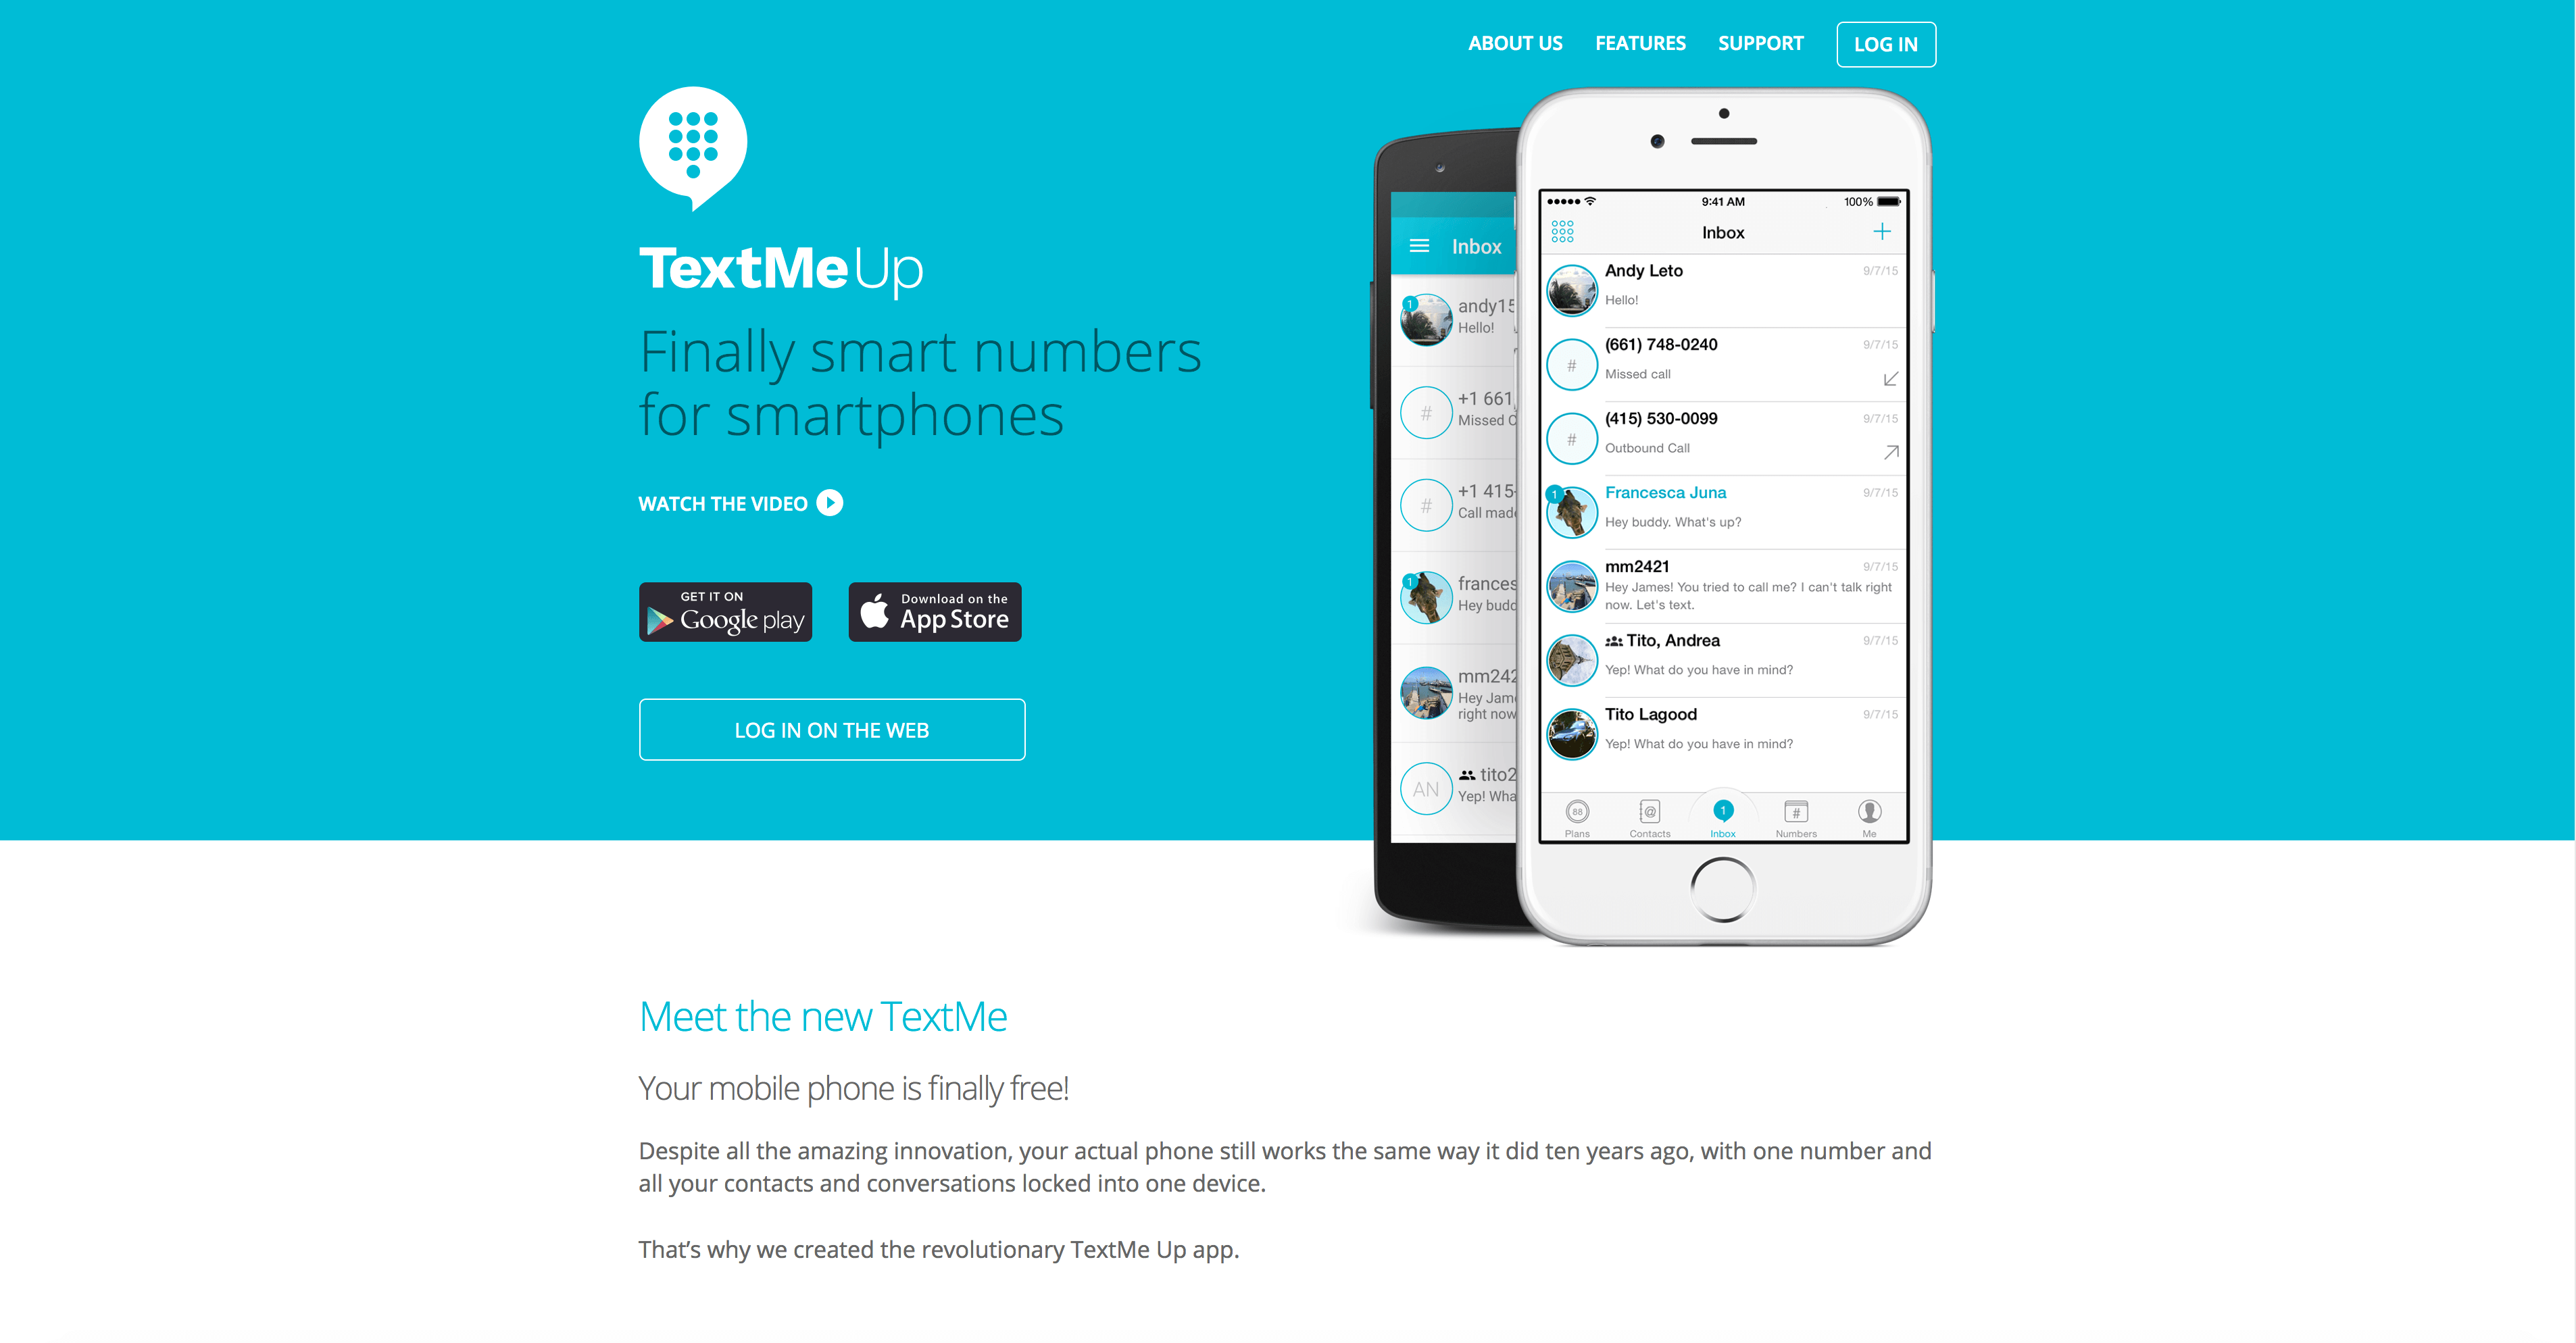 ABOUT US FEATURES SUPPORT LOG IN
TextMeUp
Finally smart numbers
for smartphones
WATCH THE VIDEO
GET IT ON
Google play
Download on the
App Store
LOG IN ON THE WEB
Inbox
1
andy15
Hello!
#
+1 661
Missed C
#
+1 415-
Call made
1
frances
Hey budd
mm242
Hey Jam
right now
AN
tito2
Yep! Wha
9:41 AM 100%
Inbox
Andy Leto 9/7/15
Hello!
#
(661) 748-0240 9/7/15
Missed call
#
(415) 530-0099 9/7/15
Outbound Call
1
Francesca Juna 9/7/15
Hey buddy. What's up?
mm2421 9/7/15
Hey James! You tried to call me? I can't talk right
now. Let's text.
Tito, Andrea 9/7/15
Yep! What do you have in mind?
Tito Lagood 9/7/15
Yep! What do you have in mind?
88 @ 1 #
Plans Contacts Inbox Numbers Me
Meet the new TextMe
Your mobile phone is finally free!
Despite all the amazing innovation, your actual phone still works the same way it did ten years ago, with one number and
all your contacts and conversations locked into one device.
That’s why we created the revolutionary TextMe Up app.